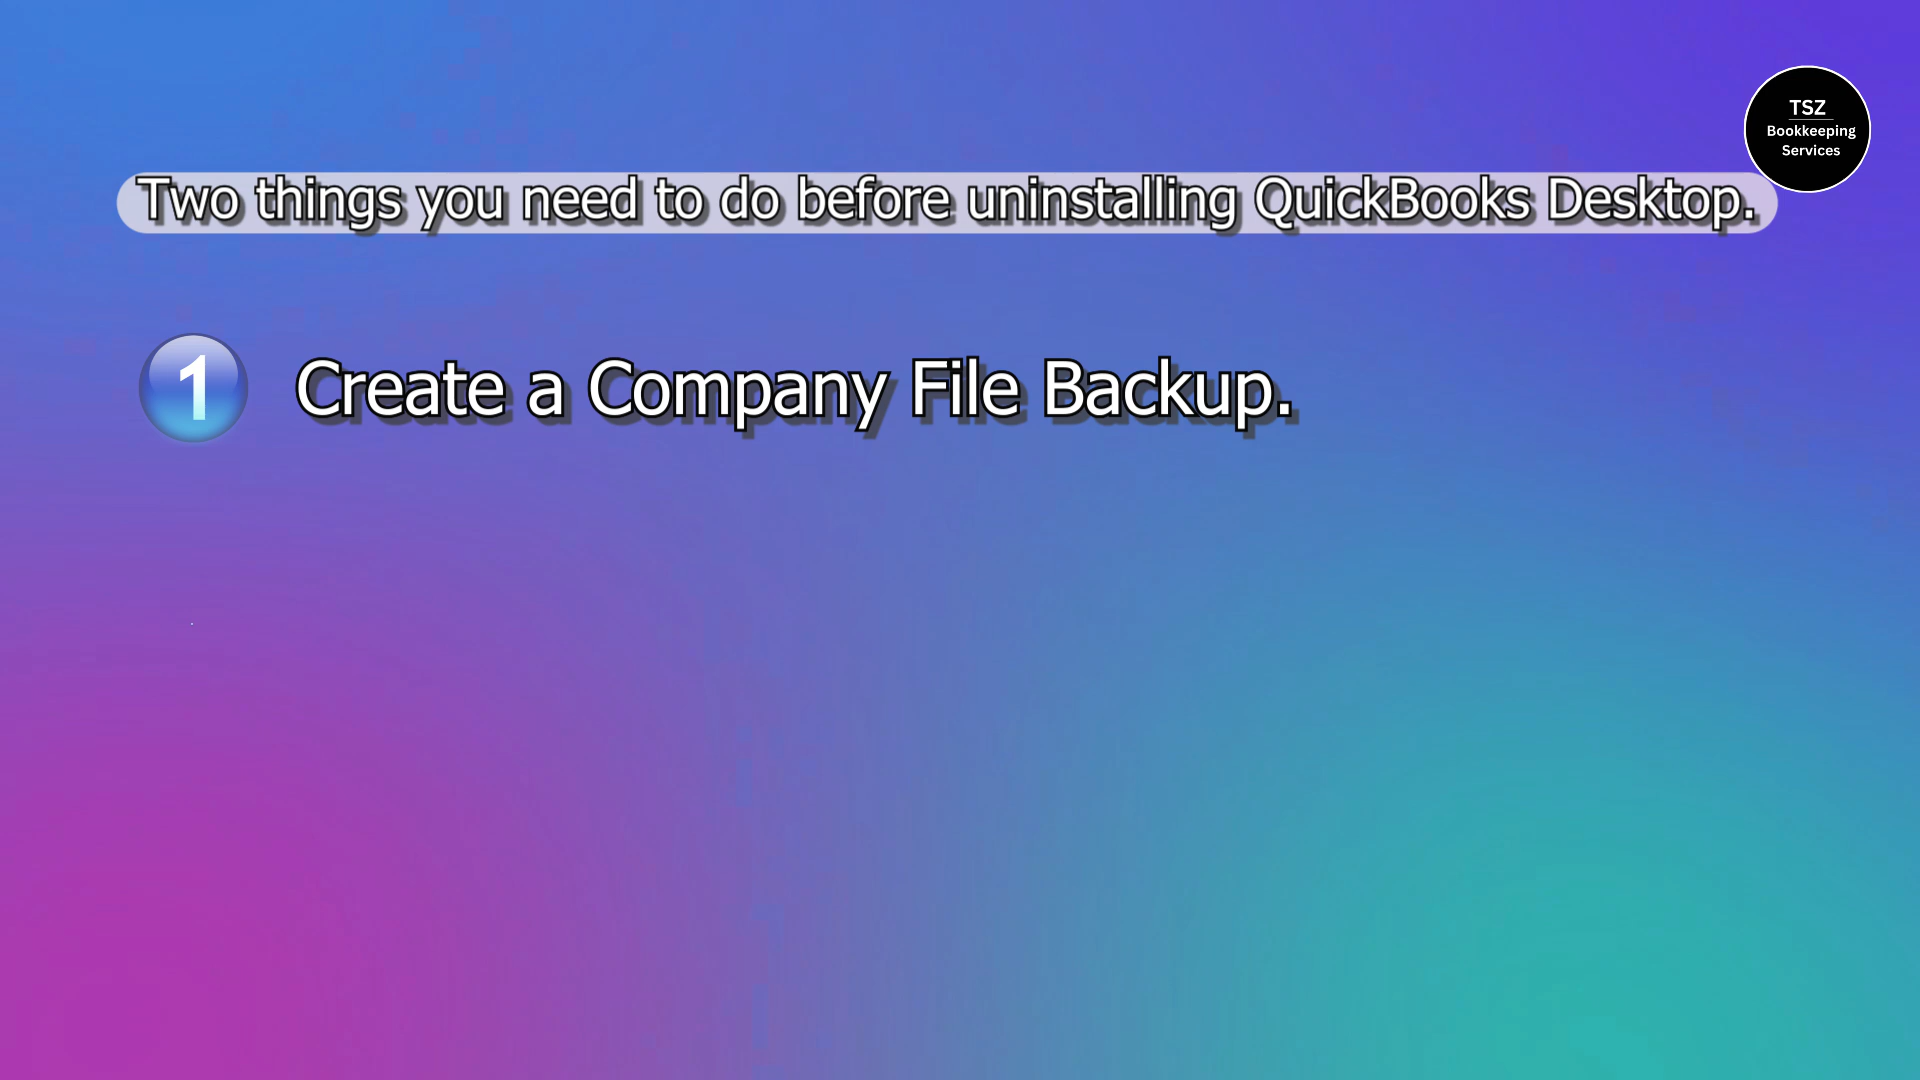 TSZ
Bookkeeping
Services
Two things you need to do before uninstalling QuickBooks Desktop.
1 Create a Company File Backup.